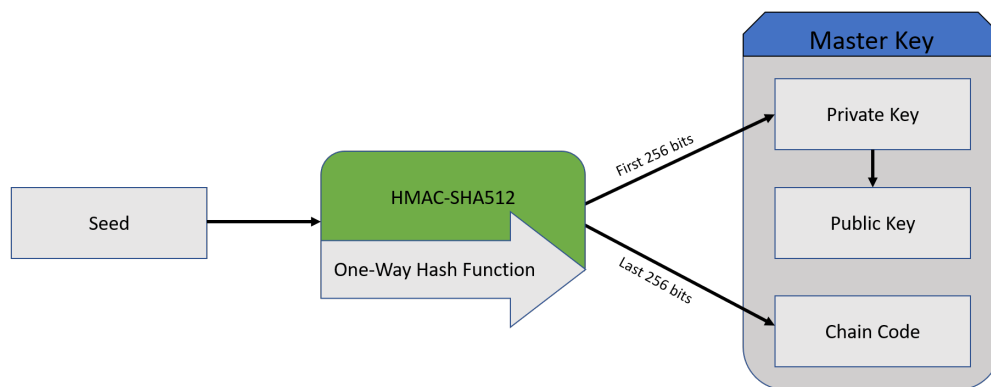 Master Key
Private Key
First 256 bits
HMAC-SHA512
Seed
Public Key
One-Way Hash Function
Last 256 bits
Chain Code